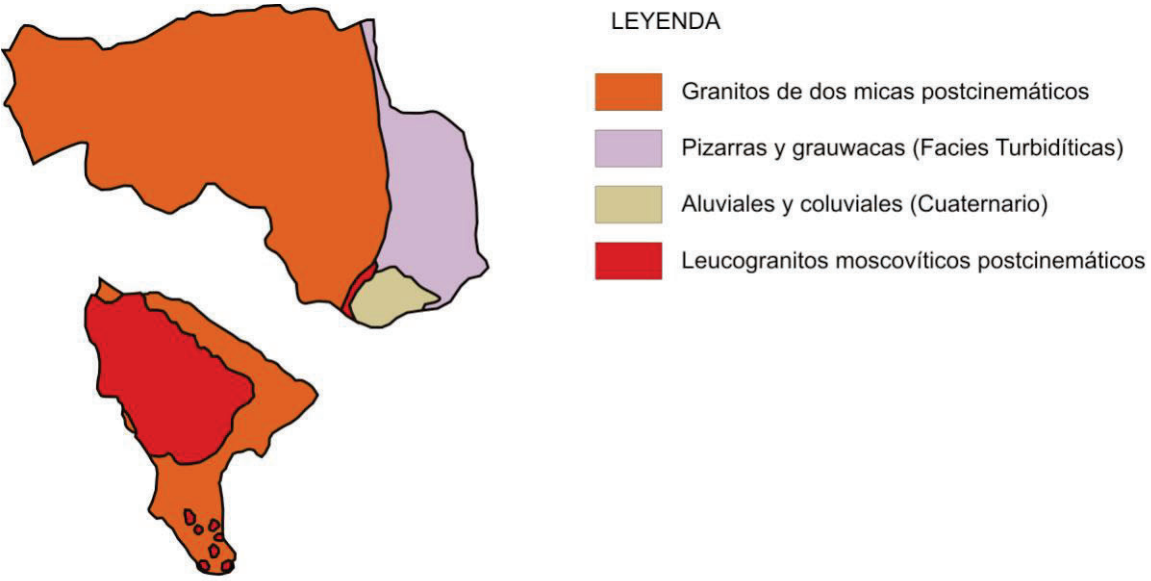 LEYENDA
Granitos de dos micas postcinemáticos
Pizarras y grauwacas (Facies Turbidíticas)
Aluviales y coluviales (Cuaternario)
Leucogranitos moscovíticos postcinemáticos